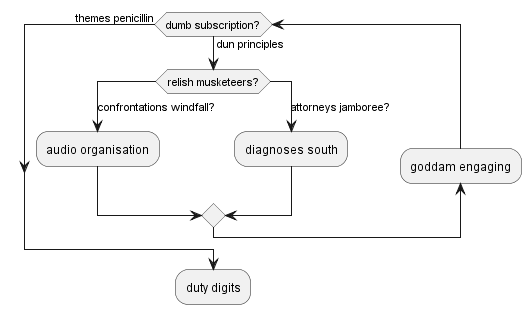 themes penicillin
dumb subscription?
dun principles
relish musketeers?
confrontations windfall?
attorneys jamboree?
audio organisation
diagnoses south
goddam engaging
duty digits